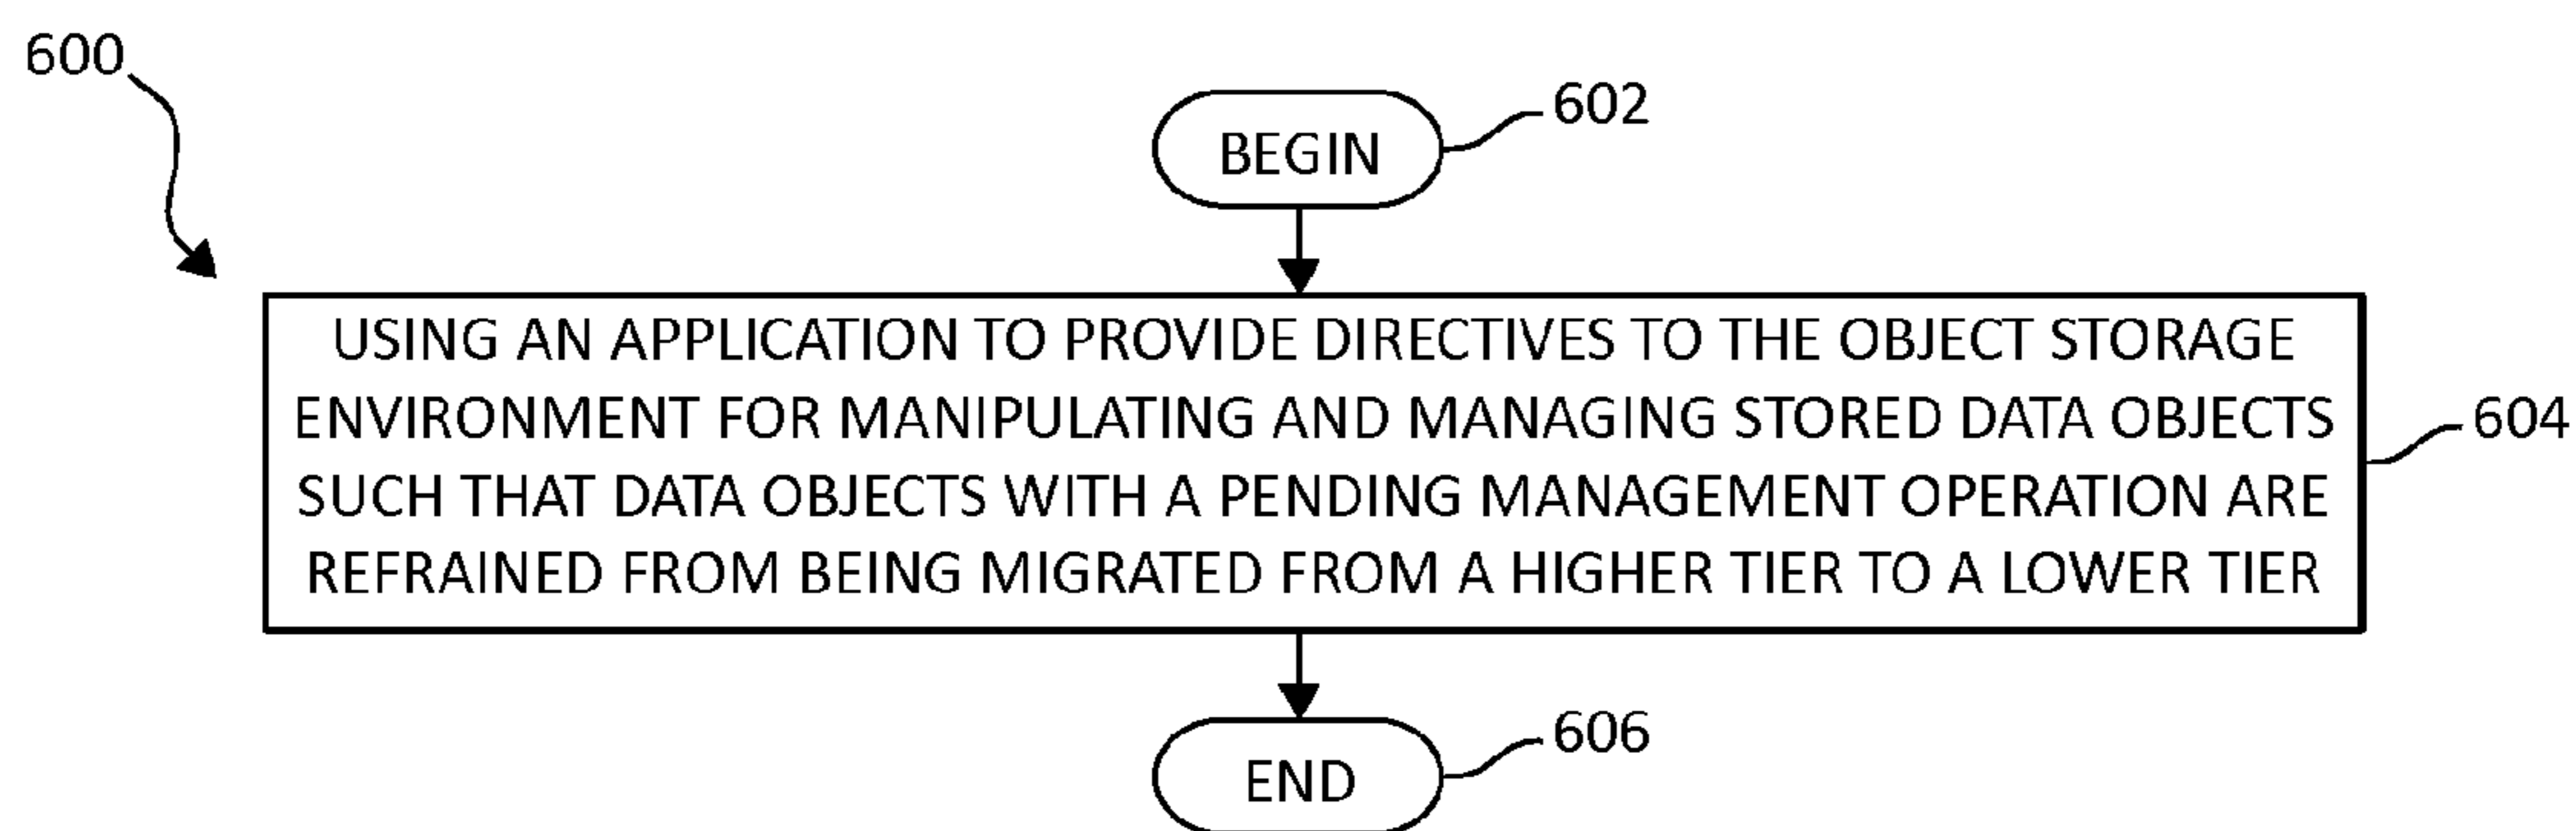 600
BEGIN
602
USING AN APPLICATION TO PROVIDE DIRECTIVES TO THE OBJECT STORAGE
ENVIRONMENT FOR MANIPULATING AND MANAGING STORED DATA OBJECTS
SUCH THAT DATA OBJECTS WITH A PENDING MANAGEMENT OPERATION ARE
REFRAINED FROM BEING MIGRATED FROM A HIGHER TIER TO A LOWER TIER
604
END
606